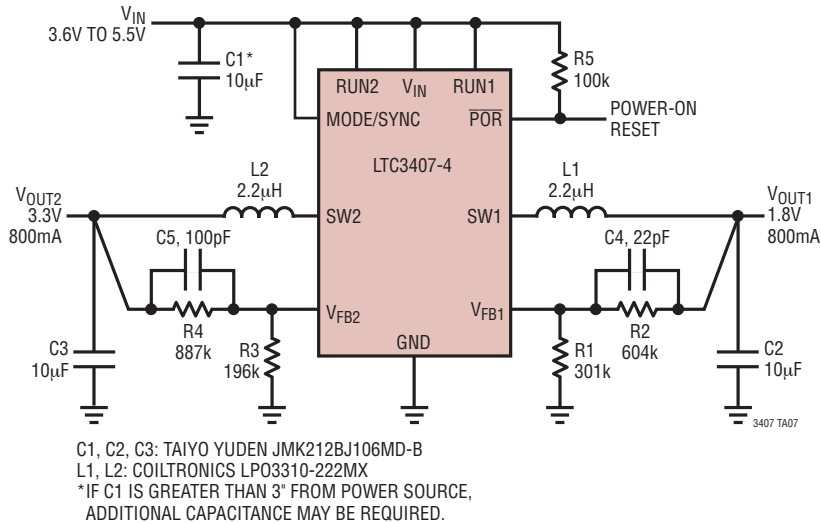 VIN
3.6V TO 5.5V
C1*
10µF
R5
100k
RUN2 VIN RUN1
MODE/SYNC POR
POWER-ON
RESET
LTC3407-4
L2
2.2µH
L1
2.2µH
VOUT2
3.3V
800mA
SW2 SW1
VOUT1
1.8V
800mA
C5, 100pF
C4, 22pF
VFB2 VFB1
R4
887k
R2
604k
GND
C3
10µF
R3
196k
R1
301k
C2
10µF
3407 TA07
C1, C2, C3: TAIYO YUDEN JMK212BJ106MD-B
L1, L2: COILTRONICS LPO3310-222MX
*IF C1 IS GREATER THAN 3" FROM POWER SOURCE,
ADDITIONAL CAPACITANCE MAY BE REQUIRED.